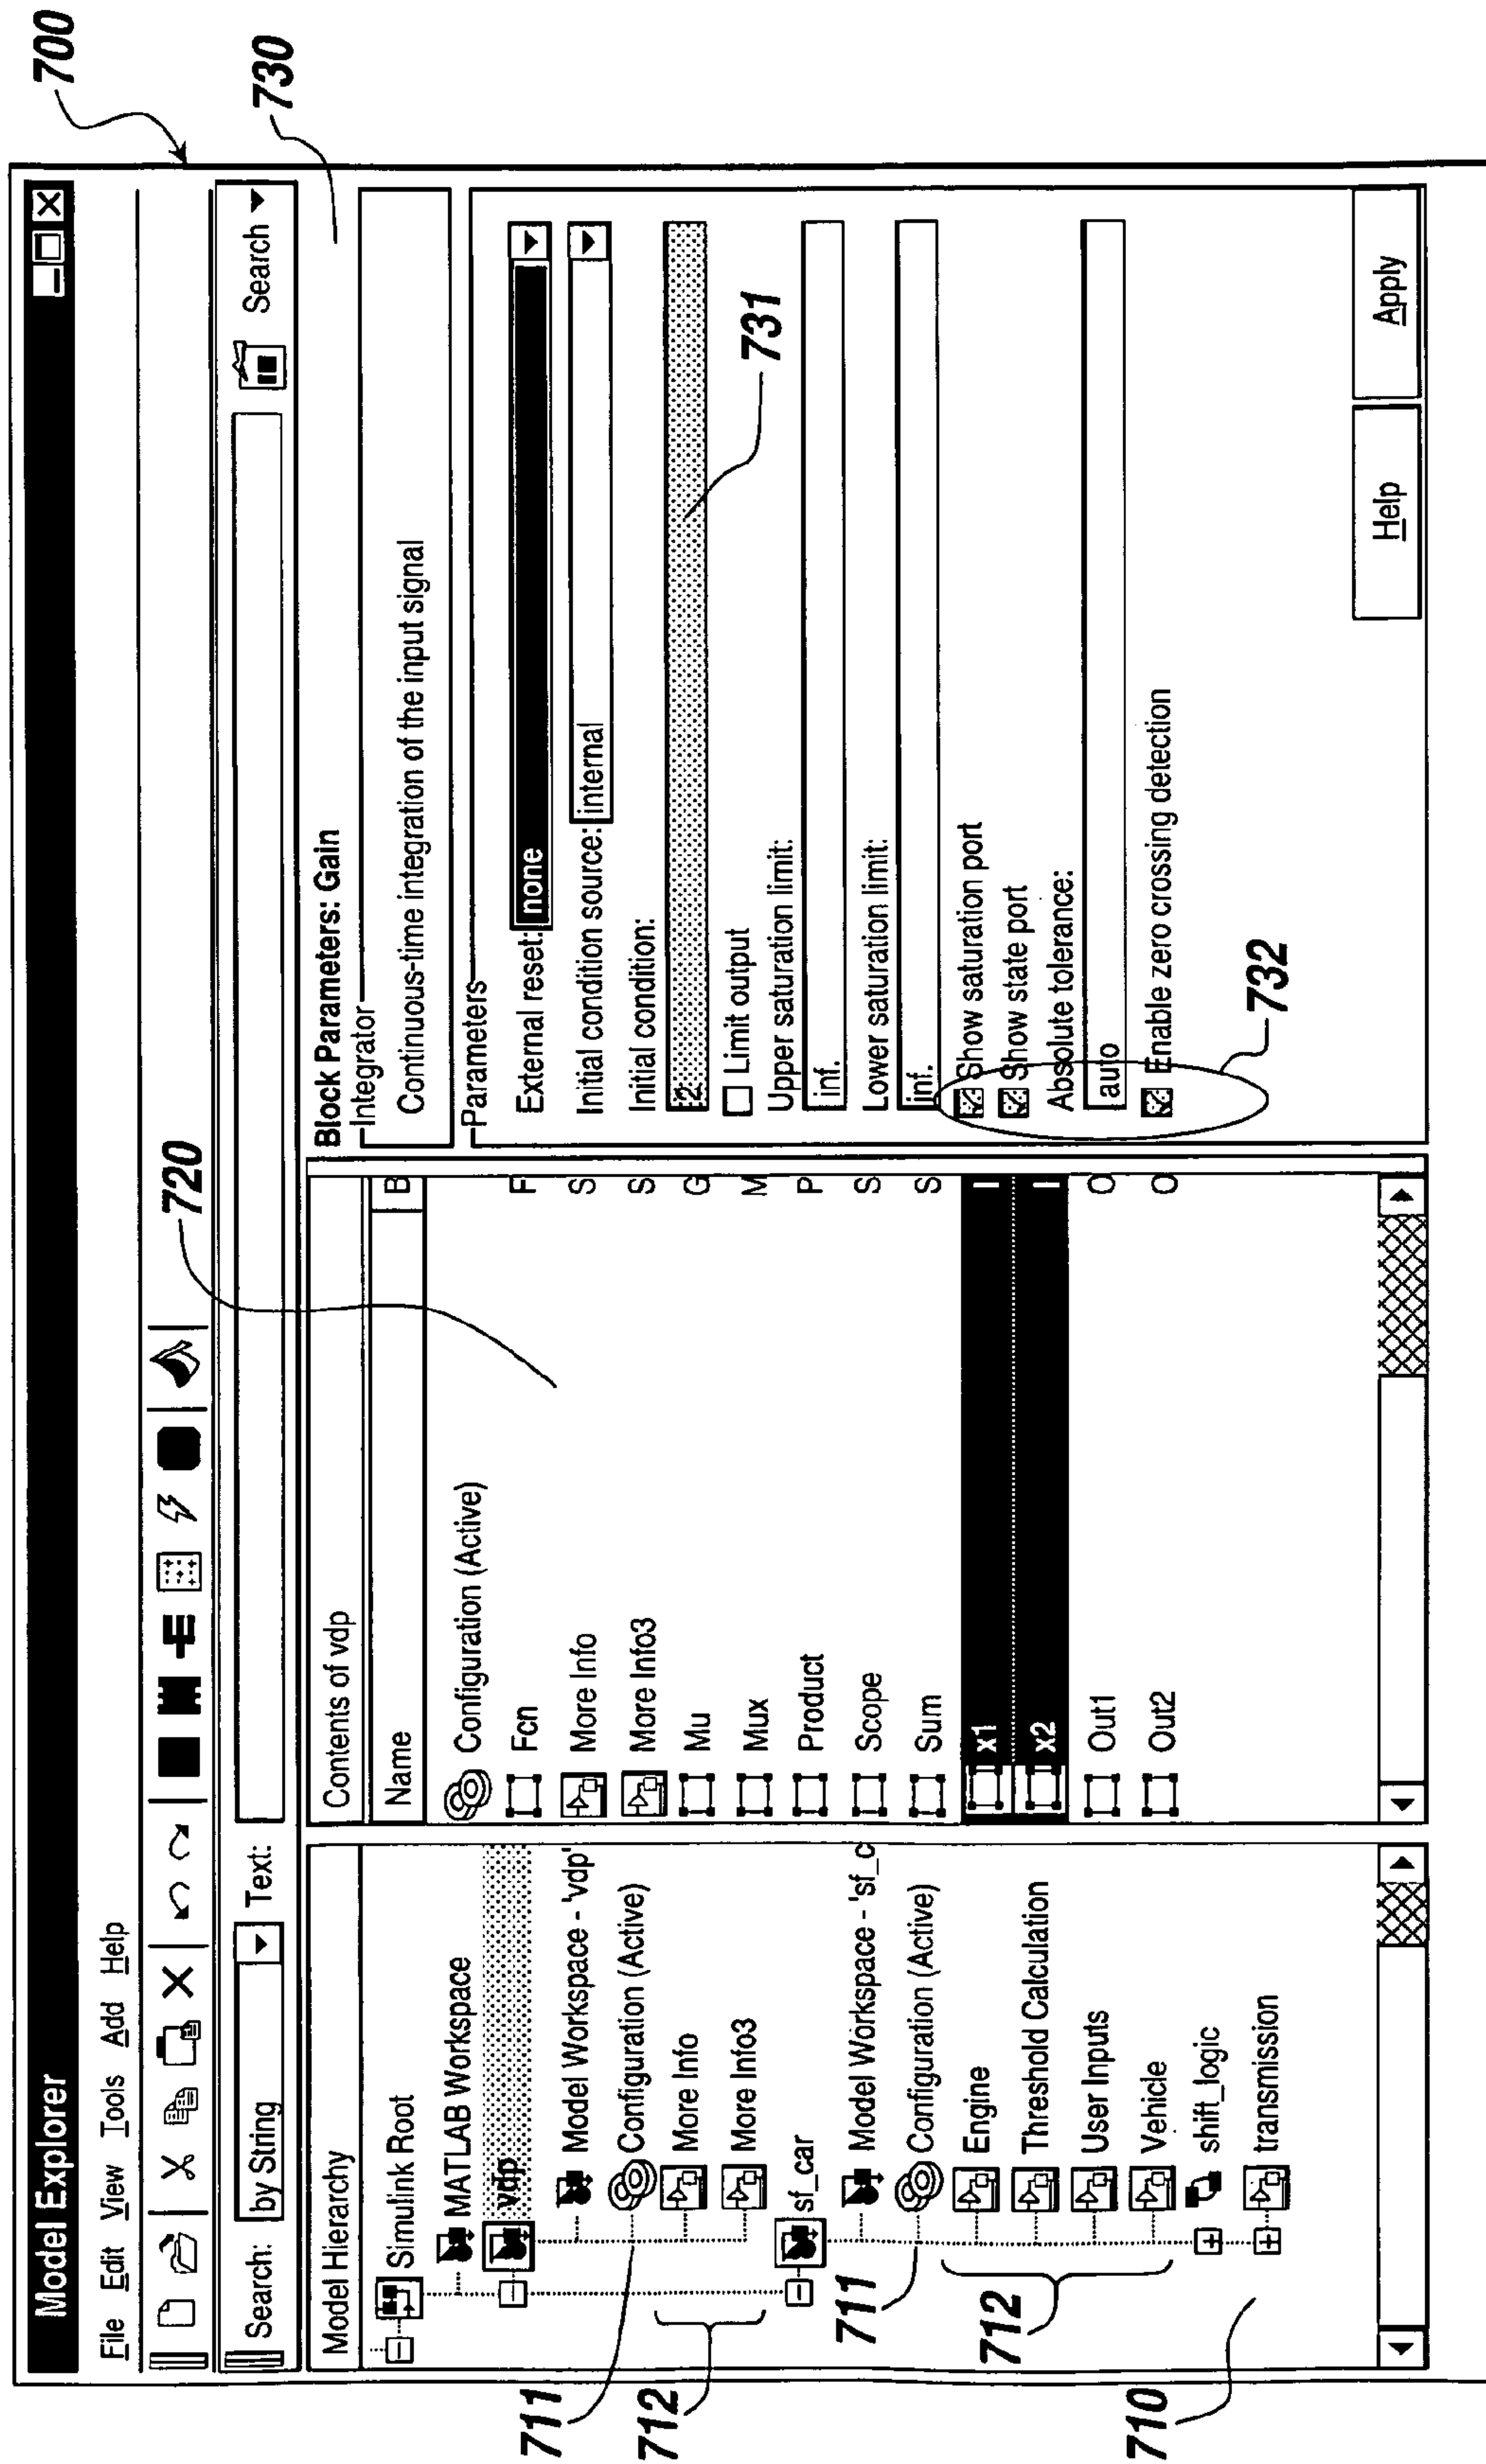 700
Model Explorer
File Edit View Tools Add Help
Search: by String Text: Search
720
730
Model Hierarchy
Simulink Root
MATLAB Workspace
vdp
Model Workspace - 'vdp'
Configuration (Active)
More Info
More Info3
sf_car
Model Workspace - 'sf_c
Configuration (Active)
Engine
Threshold Calculation
User Inputs
Vehicle
shift_logic
transmission
711
712
711
712
710
Contents of vdp
Name B
Configuration (Active)
Fcn F
More Info S
More Info3 S
Mu G
Mux M
Product P
Scope S
Sum S
x1 I
x2 I
Out1 O
Out2 O
Block Parameters: Gain
Integrator
Continuous-time integration of the input signal
Parameters
External reset: none
Initial condition source: internal
Initial condition:
2
731
Limit output
Upper saturation limit:
inf.
Lower saturation limit:
inf.
Show saturation port
Show state port
Absolute tolerance:
auto
Enable zero crossing detection
732
Help Apply